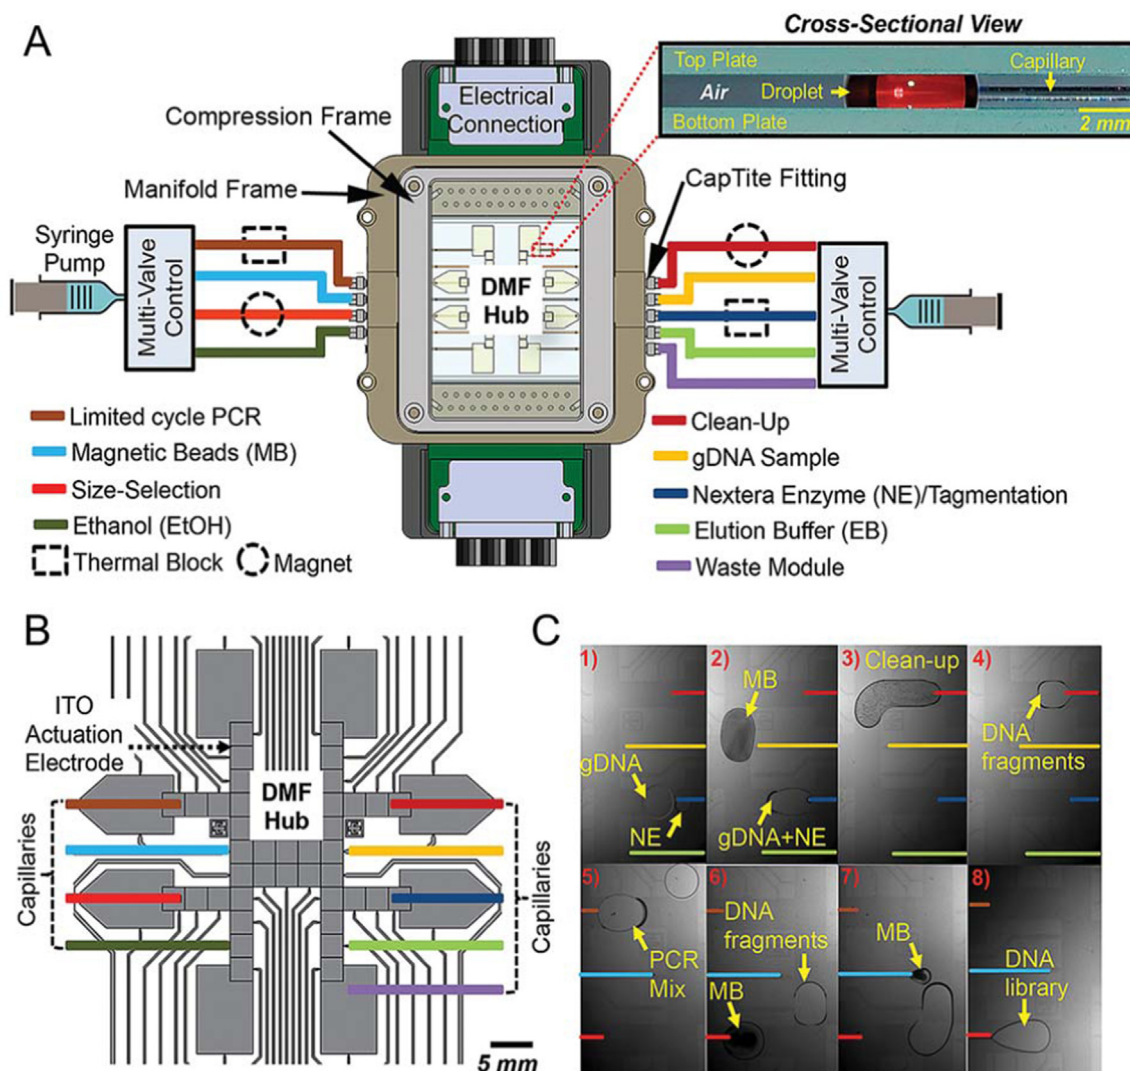 A
Cross-Sectional View
Top Plate
Capillary
Air
Droplet
Bottom Plate
2 mm
Electrical
Connection
Compression Frame
Manifold Frame
CapTite Fitting
Syringe
Pump
Multi-Valve
Control
DMF
Hub
Multi-Valve
Control
Limited cycle PCR
Magnetic Beads (MB)
Size-Selection
Ethanol (EtOH)
Thermal Block
Magnet
Clean-Up
gDNA Sample
Nextera Enzyme (NE)/Tagmentation
Elution Buffer (EB)
Waste Module
B
ITO
Actuation
Electrode
DMF
Hub
Capillaries
Capillaries
5 mm
C
1)
gDNA
NE
2)
MB
gDNA+NE
3)
Clean-up
4)
DNA
fragments
5)
PCR
Mix
6)
DNA
fragments
MB
7)
MB
8)
DNA
library